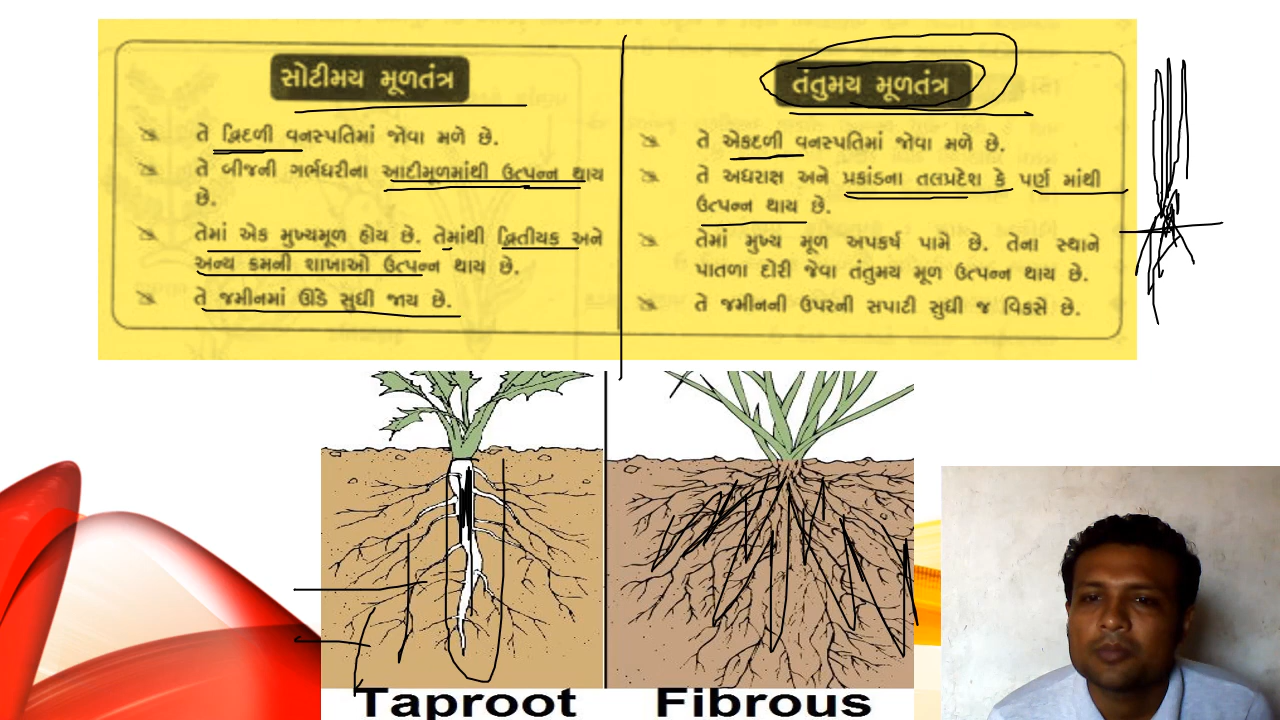 સોટીમય મૂળતંત્ર
તે દ્વિદળી વનસ્પતિમાં જોવા મળે છે.
તે બીજની ગર્ભધરીના આદીમૂળમાંથી ઉત્પન્ન થાય
છે.
તેમાં એક મુખ્યમૂળ હોય છે. તેમાંથી દ્વિતીયક અને
અન્ય ક્રમની શાખાઓ ઉત્પન્ન થાય છે.
તે જમીનમાં ઊંડે સુધી જાય છે.
તંતુમય મૂળતંત્ર
તે એકદળી વનસ્પતિમાં જોવા મળે છે.
તે અધરાક્ષ અને પ્રકાંડના તલપ્રદેશ કે પર્ણ માંથી
ઉત્પન્ન થાય છે.
તેમાં મુખ્ય મૂળ અપકર્ષ પામે છે. તેના સ્થાને
પાતળા દોરી જેવા તંતુમય મૂળ ઉત્પન્ન થાય છે.
તે જમીનની ઉપરની સપાટી સુધી જ વિકસે છે.
Taproot
Fibrous